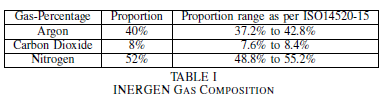 Gas-Percentage Proportion Proportion range as per ISO14520-15
Argon 40% 37.2% to 42.8%
Carbon Dioxide 8% 7.6% to 8.4%
Nitrogen 52% 48.8% to 55.2%
TABLE I
INERGEN GAS COMPOSITION